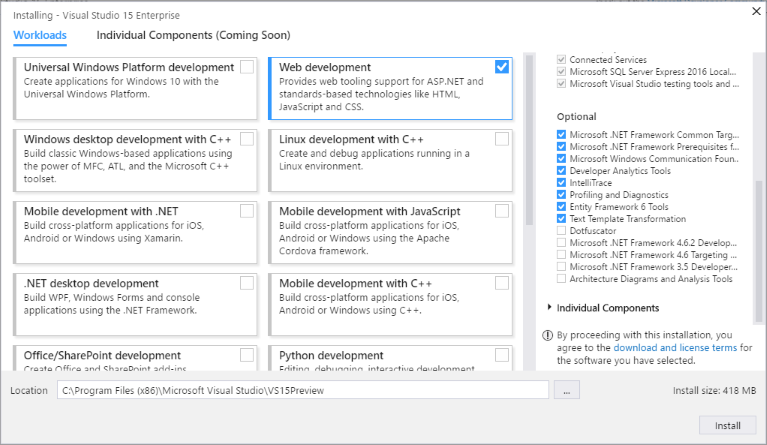 Installing - Visual Studio 15 Enterprise
Workloads
Individual Components (Coming Soon)
Universal Windows Platform development
Create applications for Windows 10 with the
Universal Windows Platform.
Web development
Provides web tooling support for ASP.NET and
standards-based technologies like HTML,
JavaScript and CSS.
Windows desktop development with C++
Build classic Windows-based applications using
the power of MFC, ATL, and the Microsoft C++
toolset.
Linux development with C++
Create and debug applications running in a
Linux environment.
Mobile development with .NET
Build cross-platform applications for iOS,
Android or Windows using Xamarin.
Mobile development with JavaScript
Build cross-platform applications for iOS,
Android or Windows using the Apache
Cordova framework.
.NET desktop development
Build WPF, Windows Forms and console
applications using the .NET Framework.
Mobile development with C++
Build cross-platform applications for iOS,
Android or Windows using C++.
Office/SharePoint development
Create Office and SharePoint add-ins,
Python development
Editing, debugging, interactive development
Connected Services
Microsoft SQL Server Express 2016 Local...
Microsoft Visual Studio testing tools and ...
Optional
Microsoft .NET Framework Common Targ...
Microsoft .NET Framework Prerequisites f...
Microsoft Windows Communication Foun...
Developer Analytics Tools
IntelliTrace
Profiling and Diagnostics
Entity Framework 6 Tools
Text Template Transformation
Dotfuscator
Microsoft .NET Framework 4.6.2 Develop...
Microsoft .NET Framework 4.6 Targeting ...
Microsoft .NET Framework 3.5 Developer...
Architecture Diagrams and Analysis Tools
Individual Components
By proceeding with this installation, you
agree to the download and license terms for
the software you have selected.
Location
C:\Program Files (x86)\Microsoft Visual Studio\VS15Preview
...
Install size: 418 MB
Install